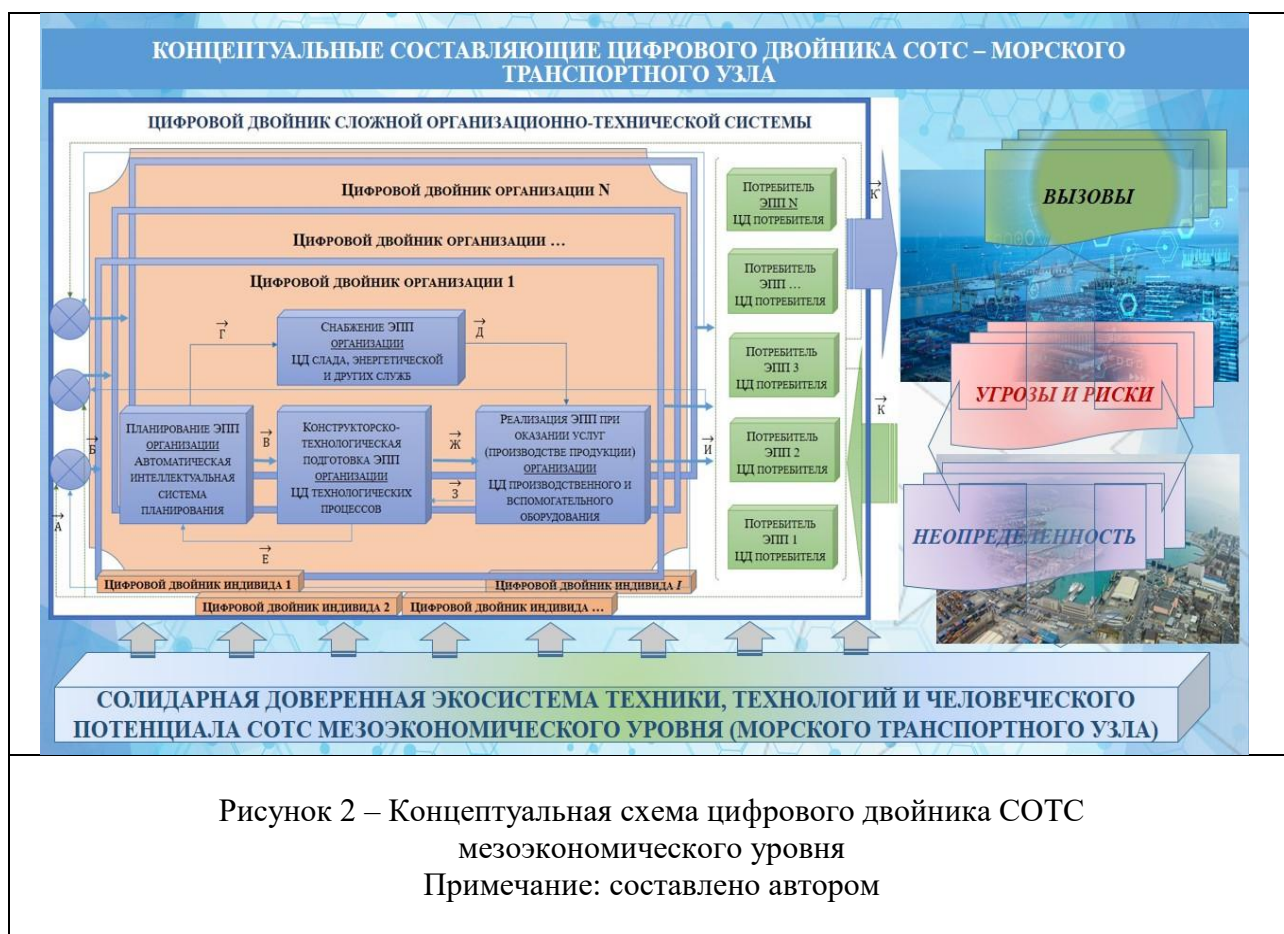 КОНЦЕПТУАЛЬНЫЕ СОСТАВЛЯЮЩИЕ ЦИФРОВОГО ДВОЙНИКА СОТС – МОРСКОГО
ТРАНСПОРТНОГО УЗЛА
ЦИФРОВОЙ ДВОЙНИК СЛОЖНОЙ ОРГАНИЗАЦИОННО-ТЕХНИЧЕСКОЙ СИСТЕМЫ
ЦИФРОВОЙ ДВОЙНИК ОРГАНИЗАЦИИ N
ЦИФРОВОЙ ДВОЙНИК ОРГАНИЗАЦИИ …
ЦИФРОВОЙ ДВОЙНИК ОРГАНИЗАЦИИ 1
Г
СНАБЖЕНИЕ ЭПП
ОРГАНИЗАЦИИ
ЦД СЛАДА, ЭНЕРГЕТИЧЕСКОЙ
И ДРУГИХ СЛУЖБ
Д
ПЛАНИРОВАНИЕ ЭПП
ОРГАНИЗАЦИИ
АВТОМАТИЧЕСКАЯ
ИНТЕЛЛЕКТУАЛЬНАЯ
СИСТЕМА
ПЛАНИРОВАНИЯ
В
КОНСТРУКТОРСКО-
ТЕХНОЛОГИЧЕСКАЯ
ПОДГОТОВКА ЭПП
ОРГАНИЗАЦИИ
ЦД ТЕХНОЛОГИЧЕСКИХ
ПРОЦЕССОВ
Ж
З
РЕАЛИЗАЦИЯ ЭПП ПРИ
ОКАЗАНИИ УСЛУГ
(ПРОИЗВОДСТВЕ ПРОДУКЦИИ)
ОРГАНИЗАЦИИ
ЦД ПРОИЗВОДСТВЕННОГО И
ВСПОМОГАТЕЛЬНОГО
ОБОРУДОВАНИЯ
И
Б
А
Е
ЦИФРОВОЙ ДВОЙНИК ИНДИВИДА 1
ЦИФРОВОЙ ДВОЙНИК ИНДИВИДА I
ЦИФРОВОЙ ДВОЙНИК ИНДИВИДА 2
ЦИФРОВОЙ ДВОЙНИК ИНДИВИДА …
ПОТРЕБИТЕЛЬ
ЭПП N
ЦД ПОТРЕБИТЕЛЯ
ПОТРЕБИТЕЛЬ
ЭПП …
ЦД ПОТРЕБИТЕЛЯ
ПОТРЕБИТЕЛЬ
ЭПП 3
ЦД ПОТРЕБИТЕЛЯ
ПОТРЕБИТЕЛЬ
ЭПП 2
ЦД ПОТРЕБИТЕЛЯ
ПОТРЕБИТЕЛЬ
ЭПП 1
ЦД ПОТРЕБИТЕЛЯ
К
К
ВЫЗОВЫ
УГРОЗЫ И РИСКИ
НЕОПРЕДЕЛЕННОСТЬ
СОЛИДАРНАЯ ДОВЕРЕННАЯ ЭКОСИСТЕМА ТЕХНИКИ, ТЕХНОЛОГИЙ И ЧЕЛОВЕЧЕСКОГО
ПОТЕНЦИАЛА СОТС МЕЗОЭКОНОМИЧЕСКОГО УРОВНЯ (МОРСКОГО ТРАНСПОРТНОГО УЗЛА)
Рисунок 2 – Концептуальная схема цифрового двойника СОТС
мезоэкономического уровня
Примечание: составлено автором